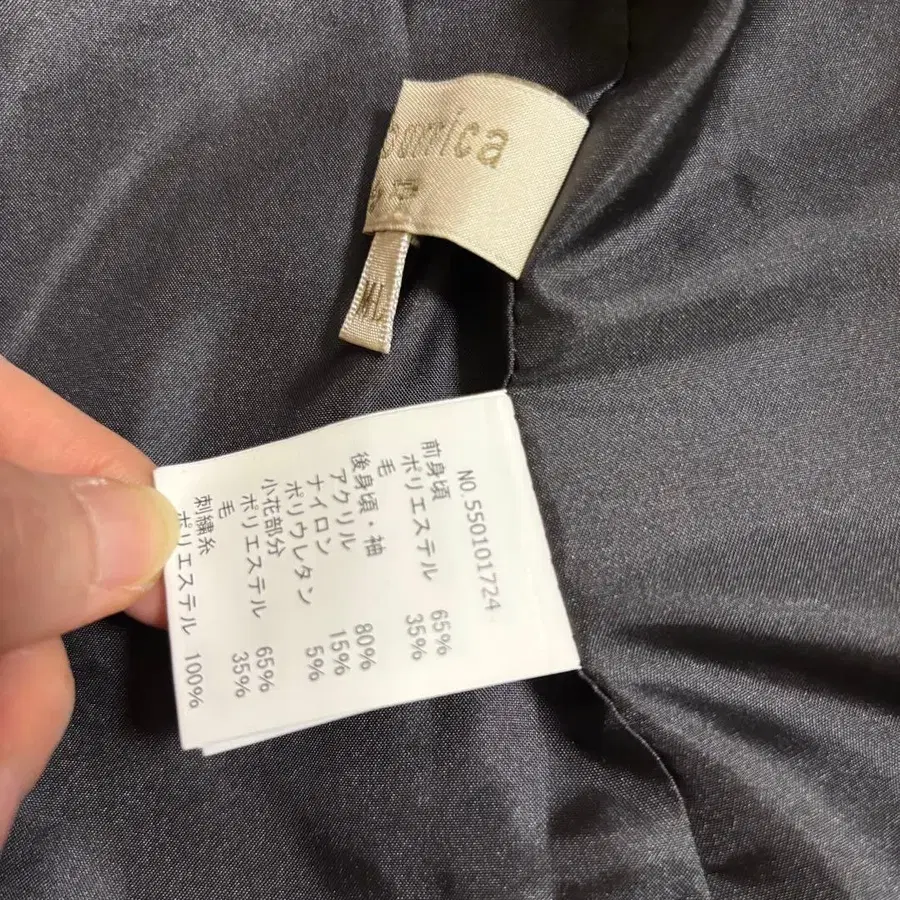 ML
NO.550101724
前身頃
ポリエステル 65%
毛 35%
後身頃・袖
アクリル 80%
ナイロン 15%
ポリウレタン 5%
小花部分
ポリエステル 65%
毛 35%
刺繍糸
ポリエステル 100%